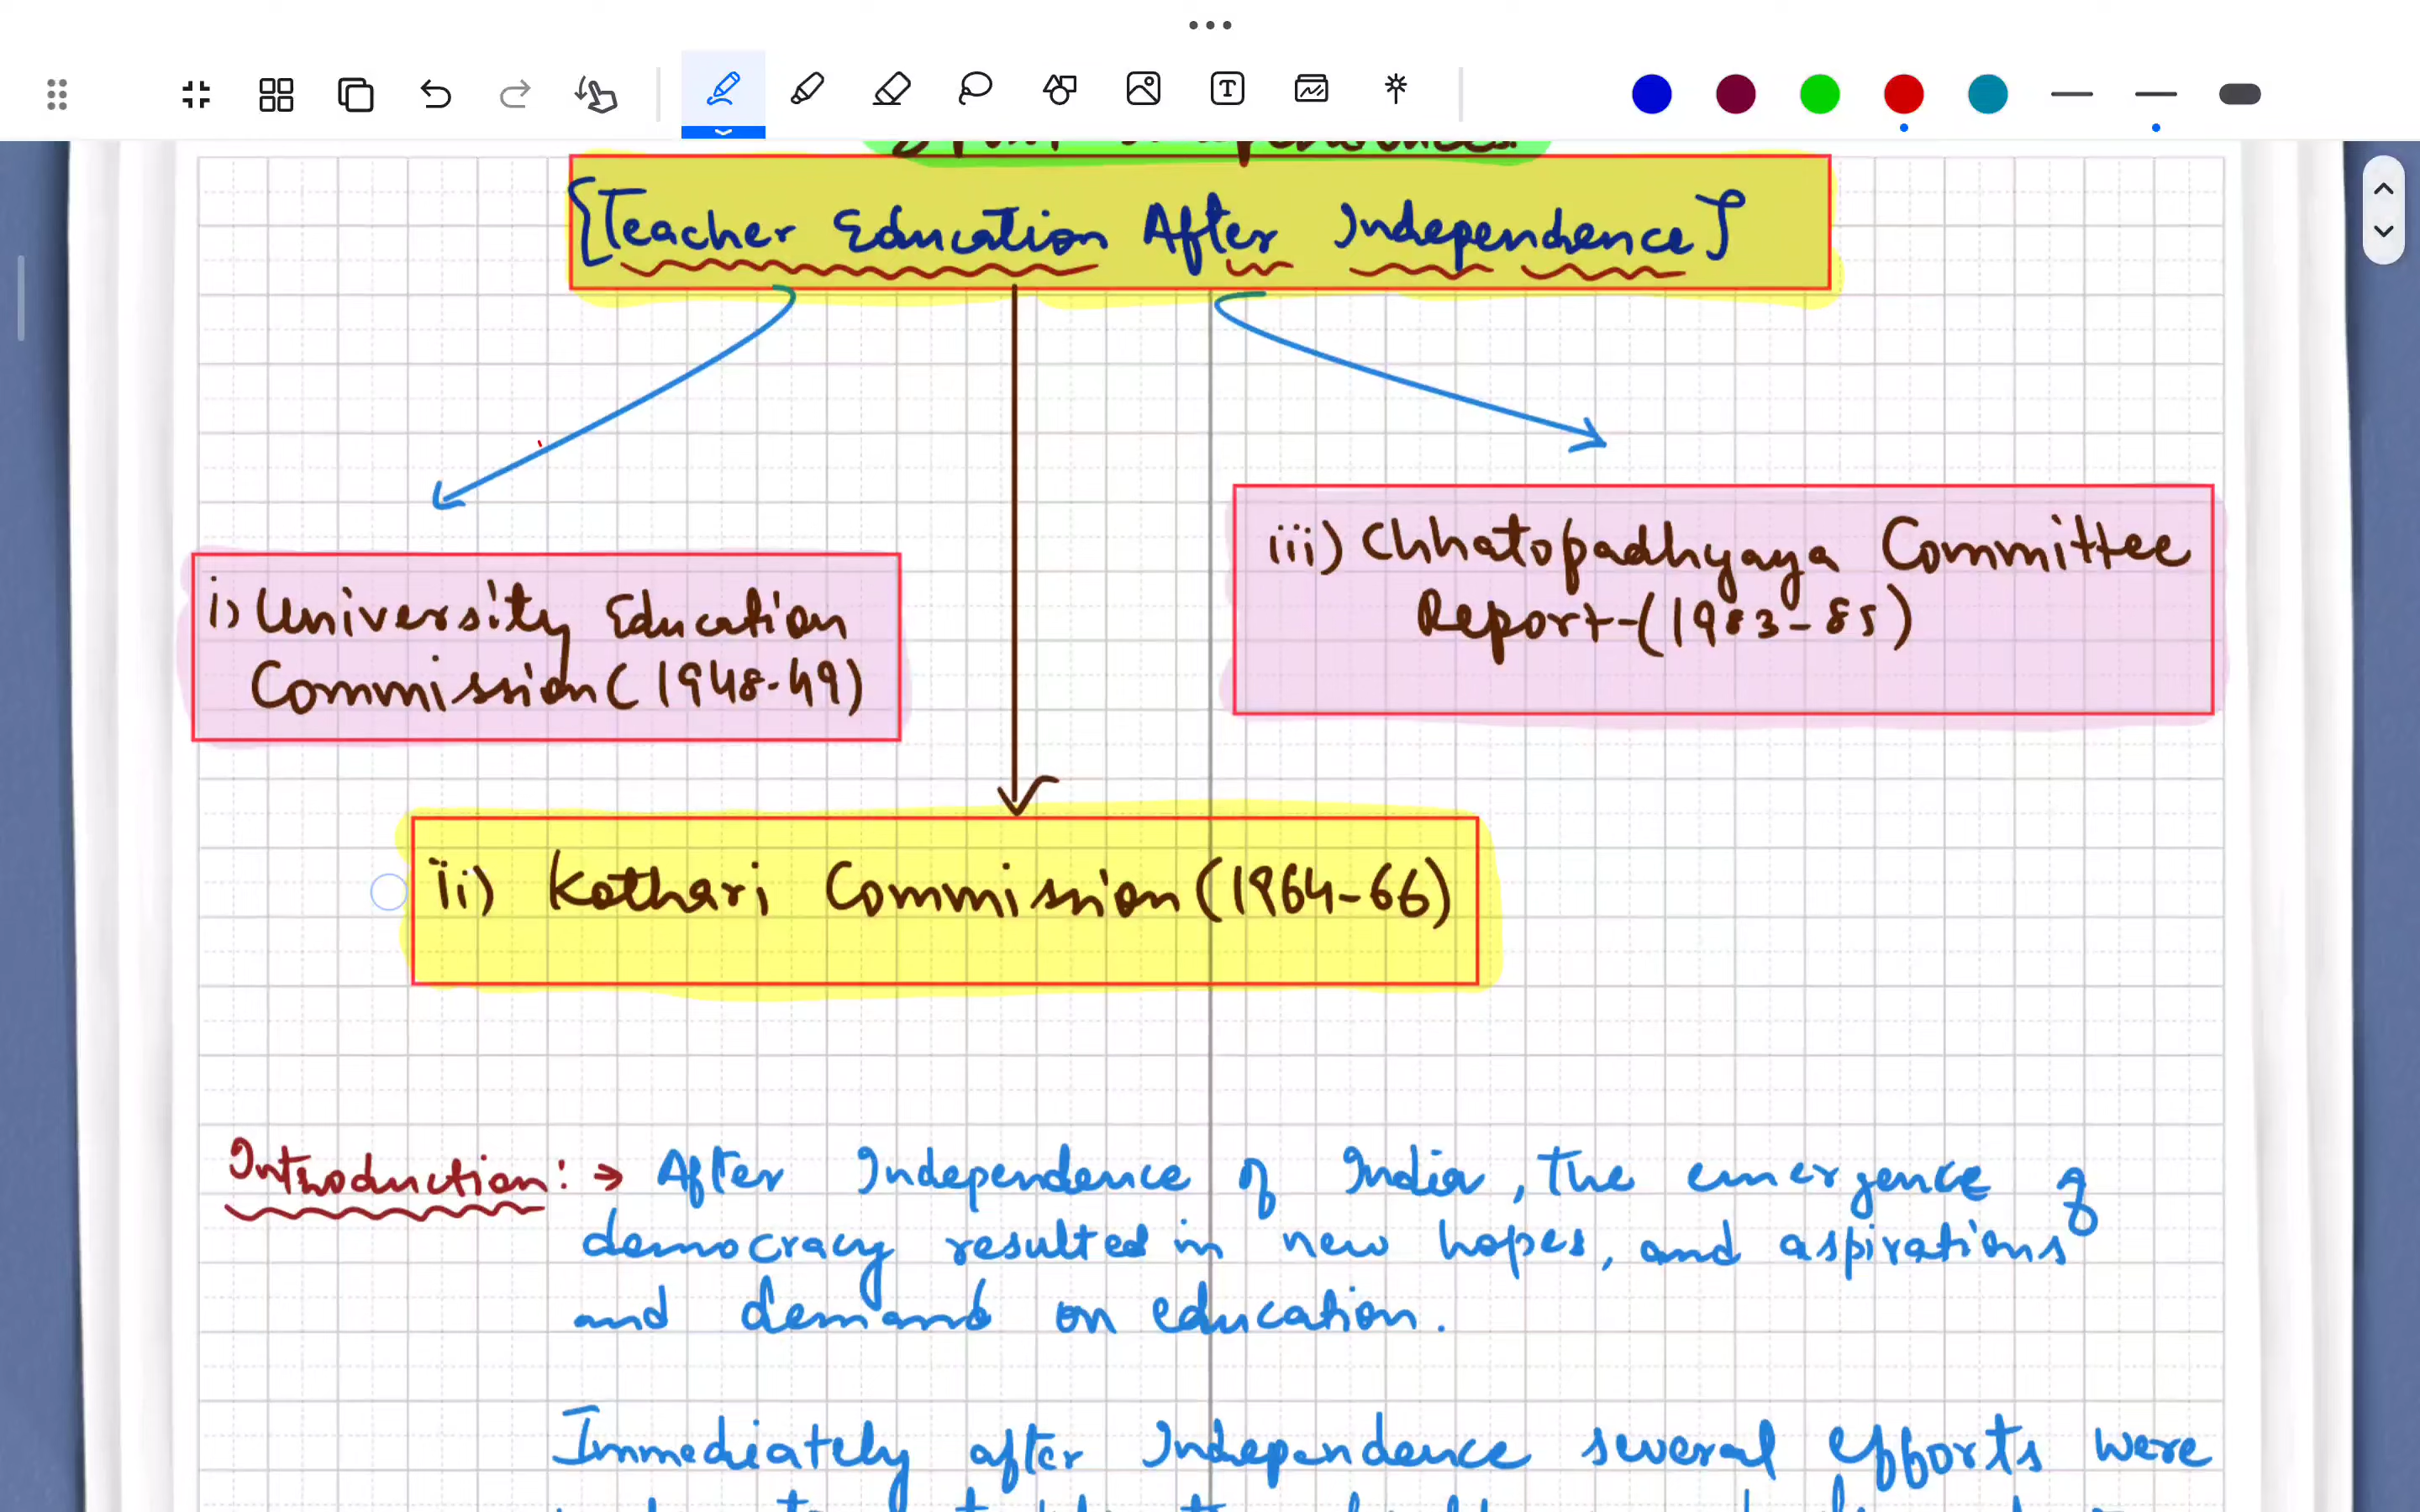 {Teacher Education After Independence}
i) University Education
Commission (1948-49)
iii) Chhatopadhyaya Committee
Report-(1983-85)
ii) Kothari Commission (1964-66)
Introduction: → After Independence of India, the emergence of
democracy resulted in new hopes, and aspirations
and demand on education.
Immediately after Independence several efforts were